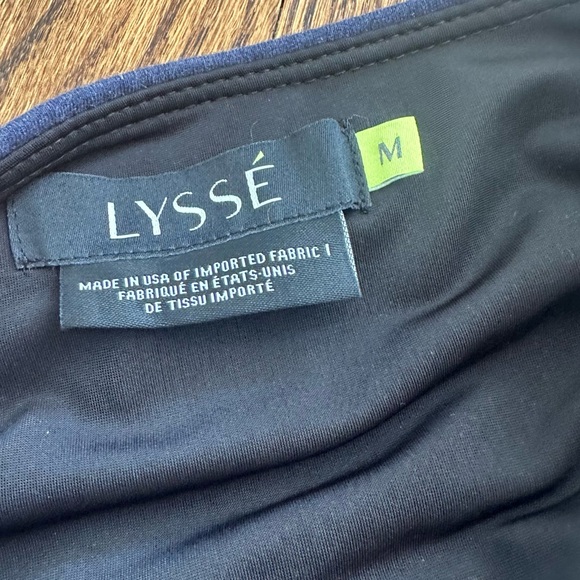 LYSSÉ
M
MADE IN USA OF IMPORTED FABRIC I
FABRIQUÉ EN ÉTATS-UNIS
DE TISSU IMPORTÉ